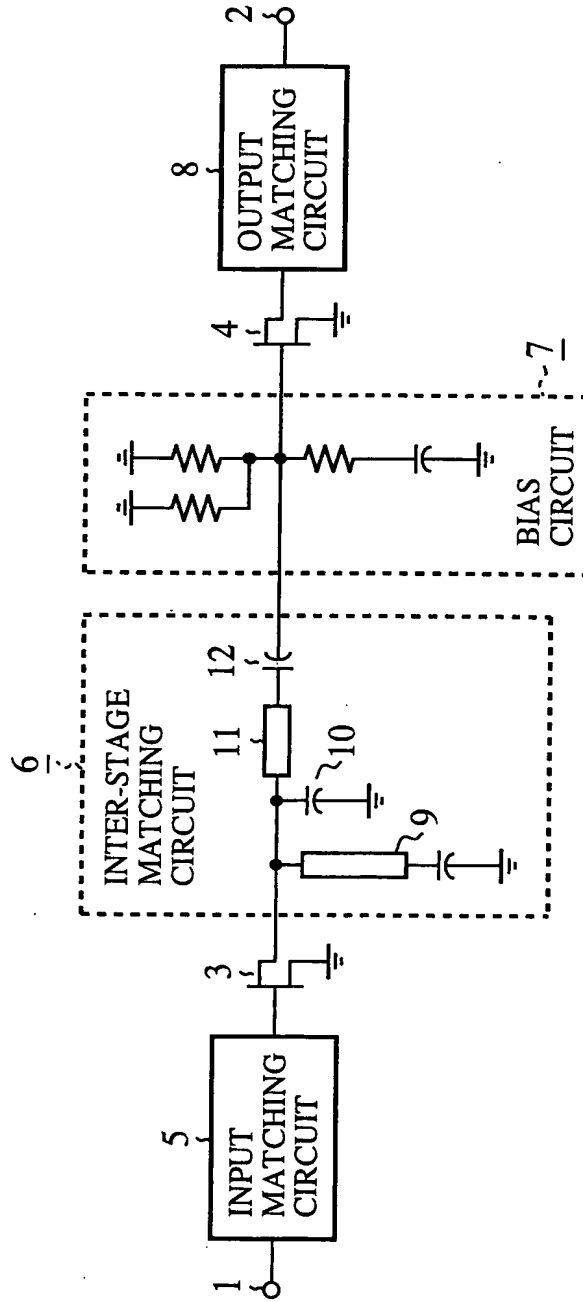 6
INTER-STAGE
MATCHING
CIRCUIT
5
INPUT
MATCHING
CIRCUIT
1
3
9
10
11
12
BIAS
CIRCUIT
7
4
8
OUTPUT
MATCHING
CIRCUIT
2